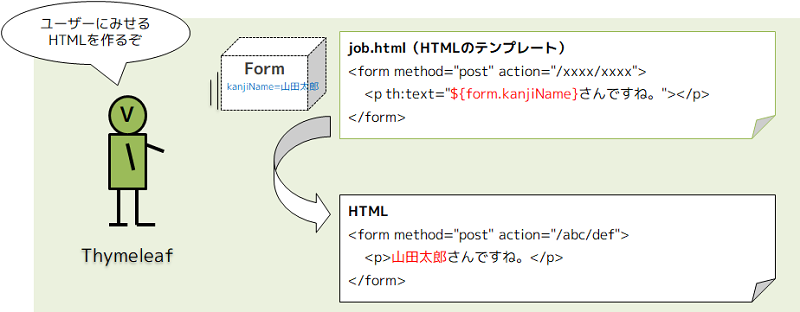 ユーザーにみせる
HTMLを作るぞ
V
Thymeleaf
Form
kanjiName=山田太郎
job.html（HTMLのテンプレート）
<form method="post" action="/xxxx/xxxx">
<p th:text="${form.kanjiName}さんですね。"></p>
</form>
HTML
<form method="post" action="/abc/def">
<p>山田太郎さんですね。</p>
</form>